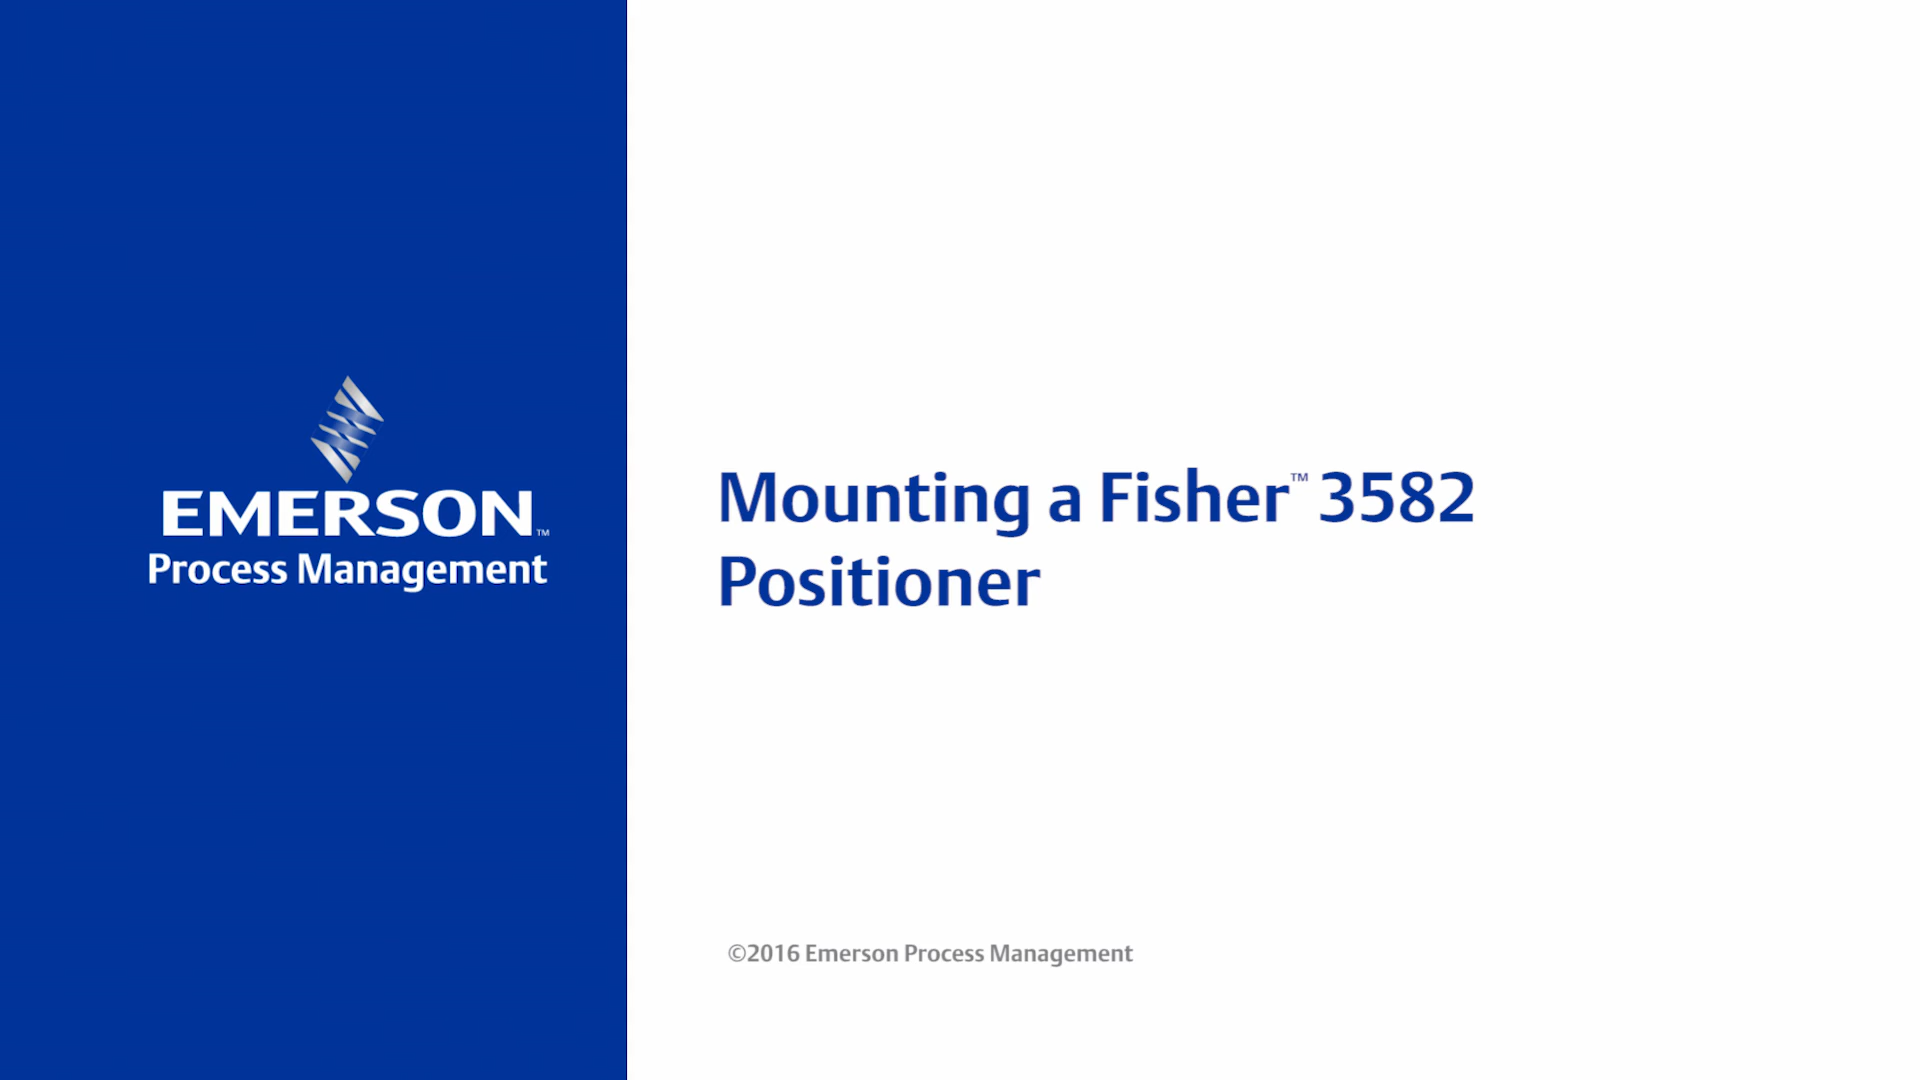 EMERSON™
Process Management
Mounting a Fisher™ 3582
Positioner
©2016 Emerson Process Management